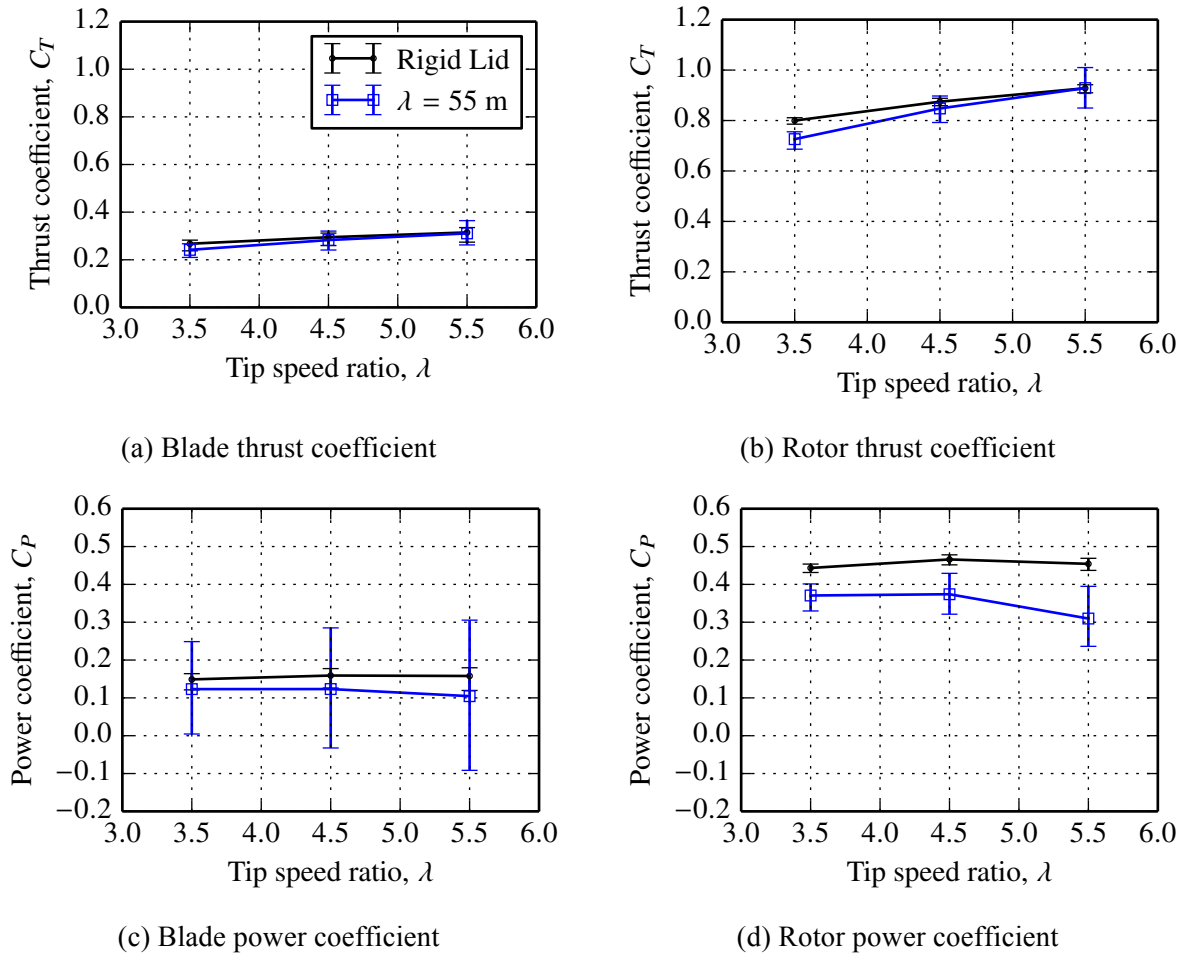 1.2
1.0
0.8
0.6
0.4
0.2
0.0
3.0 3.5 4.0 4.5 5.0 5.5 6.0
Tip speed ratio, λ
Thrust coefficient, C_T
Rigid Lid
λ = 55 m
(a) Blade thrust coefficient
1.2
1.0
0.8
0.6
0.4
0.2
0.0
3.0 3.5 4.0 4.5 5.0 5.5 6.0
Tip speed ratio, λ
Thrust coefficient, C_T
(b) Rotor thrust coefficient
0.6
0.5
0.4
0.3
0.2
0.1
0.0
−0.1
−0.2
3.0 3.5 4.0 4.5 5.0 5.5 6.0
Tip speed ratio, λ
Power coefficient, C_P
(c) Blade power coefficient
0.6
0.5
0.4
0.3
0.2
0.1
0.0
−0.1
−0.2
3.0 3.5 4.0 4.5 5.0 5.5 6.0
Tip speed ratio, λ
Power coefficient, C_P
(d) Rotor power coefficient